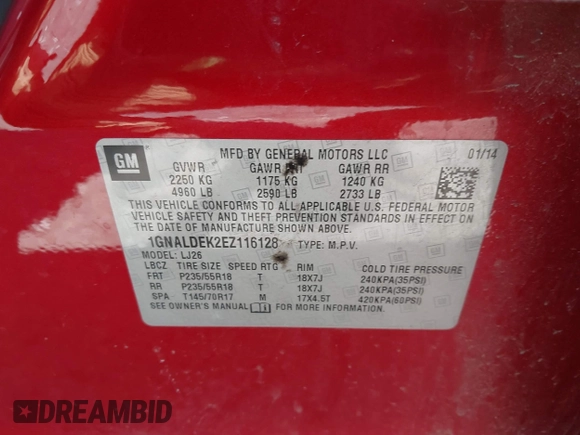 GM
MFD BY GENERAL MOTORS LLC 01/14
GVWR GAWR FNT GAWR RR
2250 KG 1175 KG 1240 KG
4960 LB 2590 LB 2733 LB
THIS VEHICLE CONFORMS TO ALL APPLICABLE U.S. FEDERAL MOTOR
VEHICLE SAFETY AND THEFT PREVENTION STANDARDS IN EFFECT ON
THE DATE OF MANUFACTURE SHOWN ABOVE.
1GNALDEK2EZ116128 TYPE: M.P.V.
MODEL: LJ26
LBCZ TIRE SIZE SPEED RTG RIM COLD TIRE PRESSURE
FRT P235/55R18 T 18X7J 240KPA(35PSI)
RR P235/55R18 T 18X7J 240KPA(35PSI)
SPA T145/70R17 M 17X4.5T 420KPA(60PSI)
SEE OWNER'S MANUAL FOR MORE INFORMATION.
DREAMBID